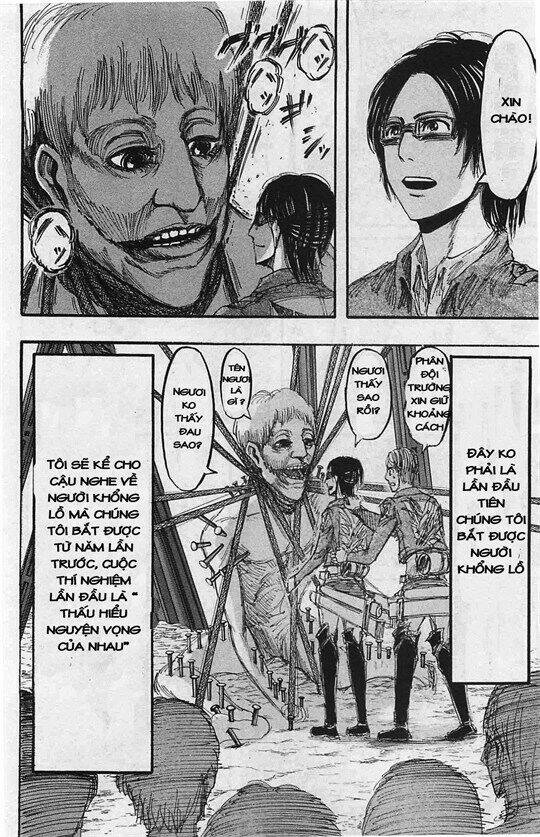 XIN
CHÀO!
PHÂN
ĐỘI
TRƯỞNG
XIN GIỮ
KHOẢNG
CÁCH
NGƯƠI
THẤY
SAO
RỒI?
TÊN
NGƯƠI
LÀ
GÌ ?
NGƯƠI
KO
THẤY
ĐAU
SAO?
ĐÂY KO
PHẢI LÀ
LẦN ĐẦU
TIÊN
CHÚNG TÔI
BẮT ĐƯỢC
NGƯỜI
KHỔNG
LỒ
TÔI SẼ KỂ CHO
CẬU NGHE VỀ
NGƯỜI KHỔNG
LỒ MÀ CHÚNG
TÔI BẮT ĐƯỢC
TỪ NĂM LẦN
TRƯỚC, CUỘC
THÍ NGHIỆM
LẦN ĐẦU LÀ "
THẤU HIỂU
NGUYỆN VỌNG
CỦA NHAU"